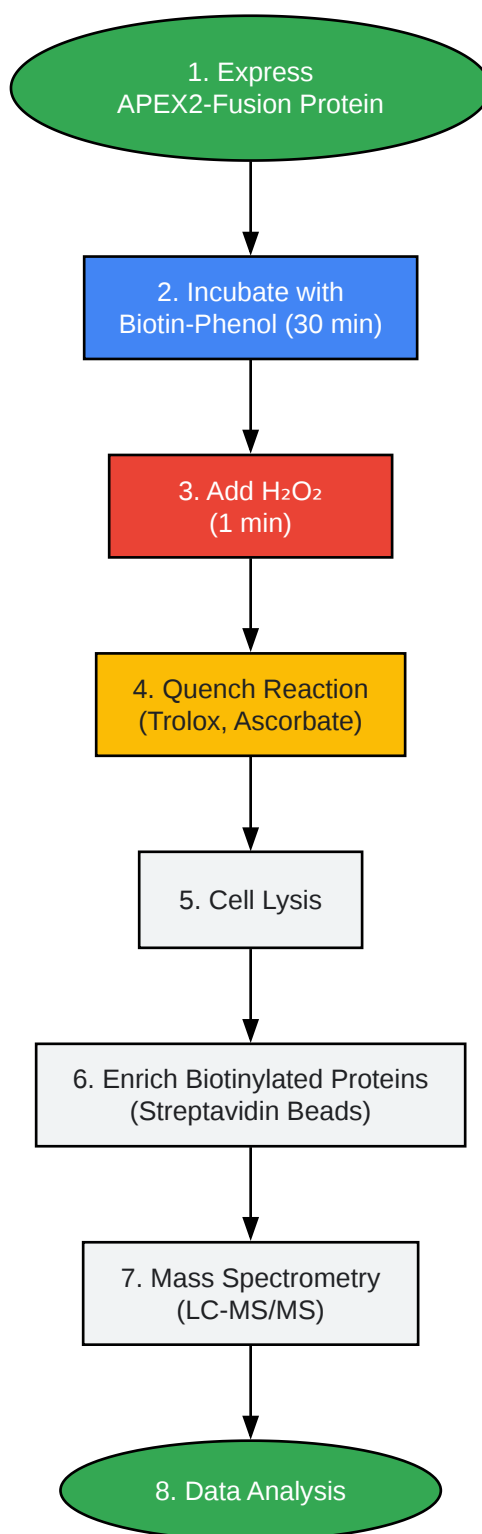 1. Express
APEX2-Fusion Protein
2. Incubate with
Biotin-Phenol (30 min)
3. Add H₂O₂
(1 min)
4. Quench Reaction
(Trolox, Ascorbate)
5. Cell Lysis
6. Enrich Biotinylated Proteins
(Streptavidin Beads)
7. Mass Spectrometry
(LC-MS/MS)
8. Data Analysis